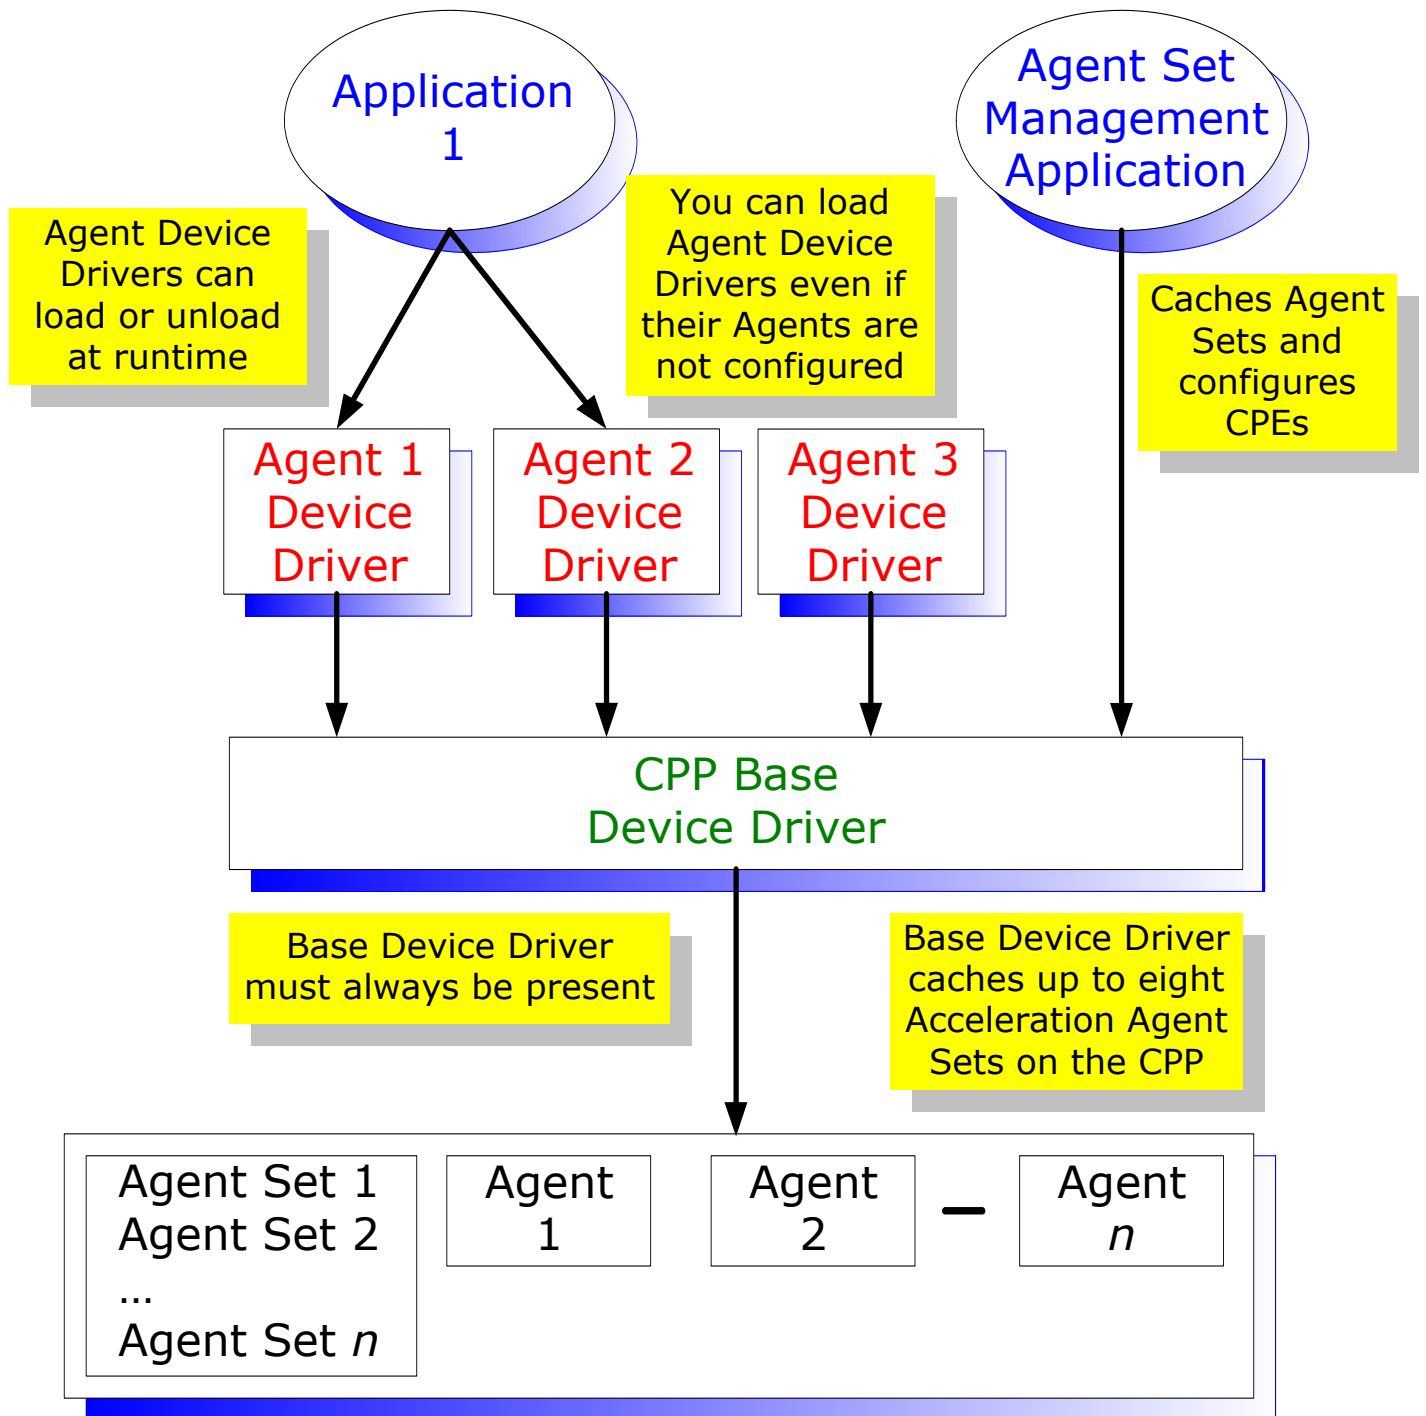 Application
1
Agent Set
Management
Application
Agent Device
Drivers can
load or unload
at runtime
You can load
Agent Device
Drivers even if
their Agents are
not configured
Caches Agent
Sets and
configures
CPEs
Agent 1
Device
Driver
Agent 2
Device
Driver
Agent 3
Device
Driver
CPP Base
Device Driver
Base Device Driver
must always be present
Base Device Driver
caches up to eight
Acceleration Agent
Sets on the CPP
Agent Set 1
Agent Set 2
...
Agent Set n
Agent
1
Agent
2
–
Agent
n